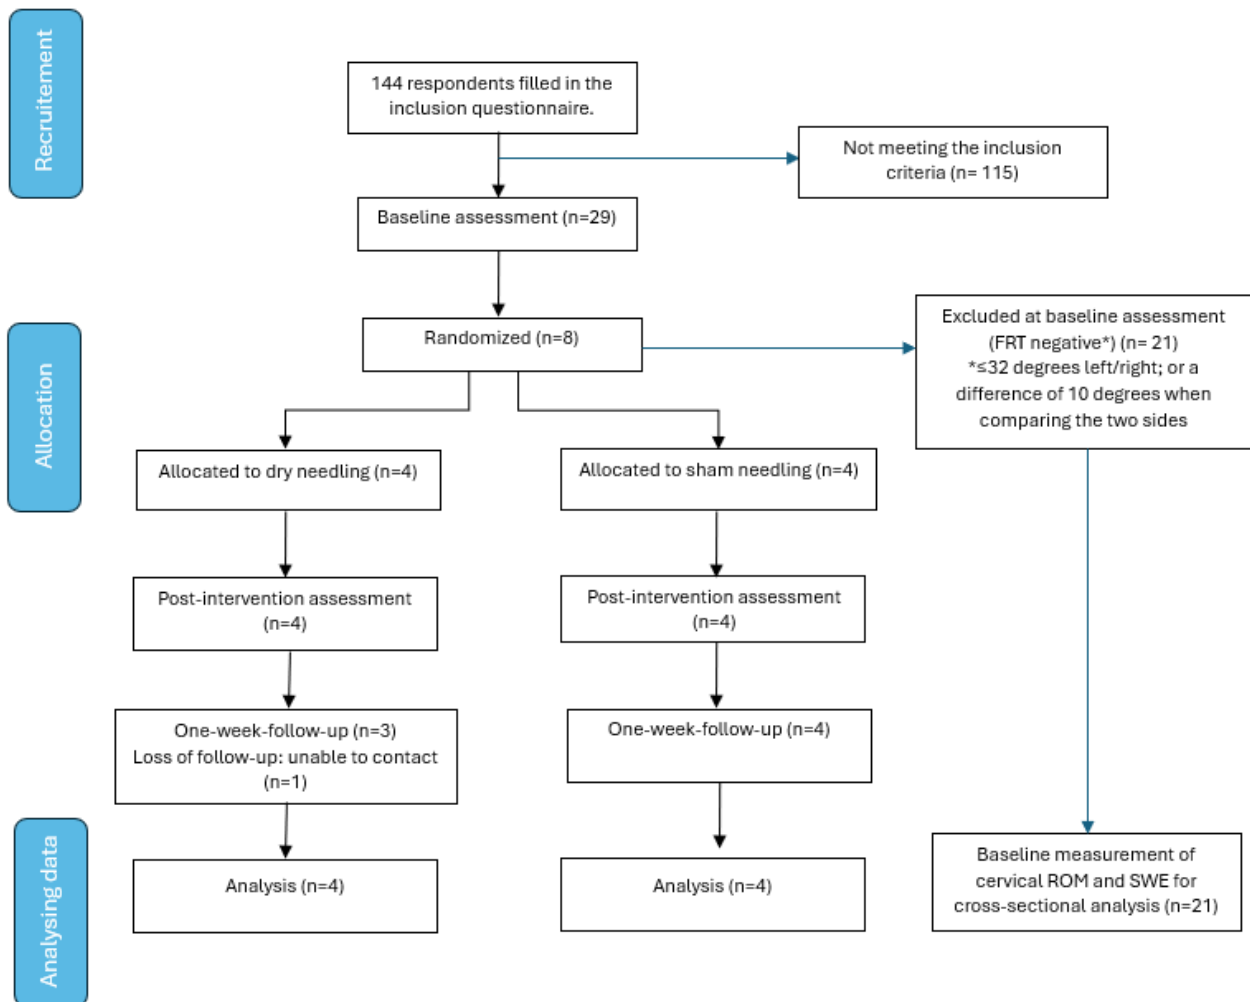 Recruitement
144 respondents filled in the
inclusion questionnaire.
Not meeting the inclusion
criteria (n= 115)
Baseline assessment (n=29)
Allocation
Randomized (n=8)
Excluded at baseline assessment
(FRT negative*) (n= 21)
*≤32 degrees left/right; or a
difference of 10 degrees when
comparing the two sides
Allocated to dry needling (n=4)
Allocated to sham needling (n=4)
Post-intervention assessment
(n=4)
Post-intervention assessment
(n=4)
One-week-follow-up (n=3)
Loss of follow-up: unable to contact
(n=1)
One-week-follow-up (n=4)
Analysing data
Analysis (n=4)
Analysis (n=4)
Baseline measurement of
cervical ROM and SWE for
cross-sectional analysis (n=21)